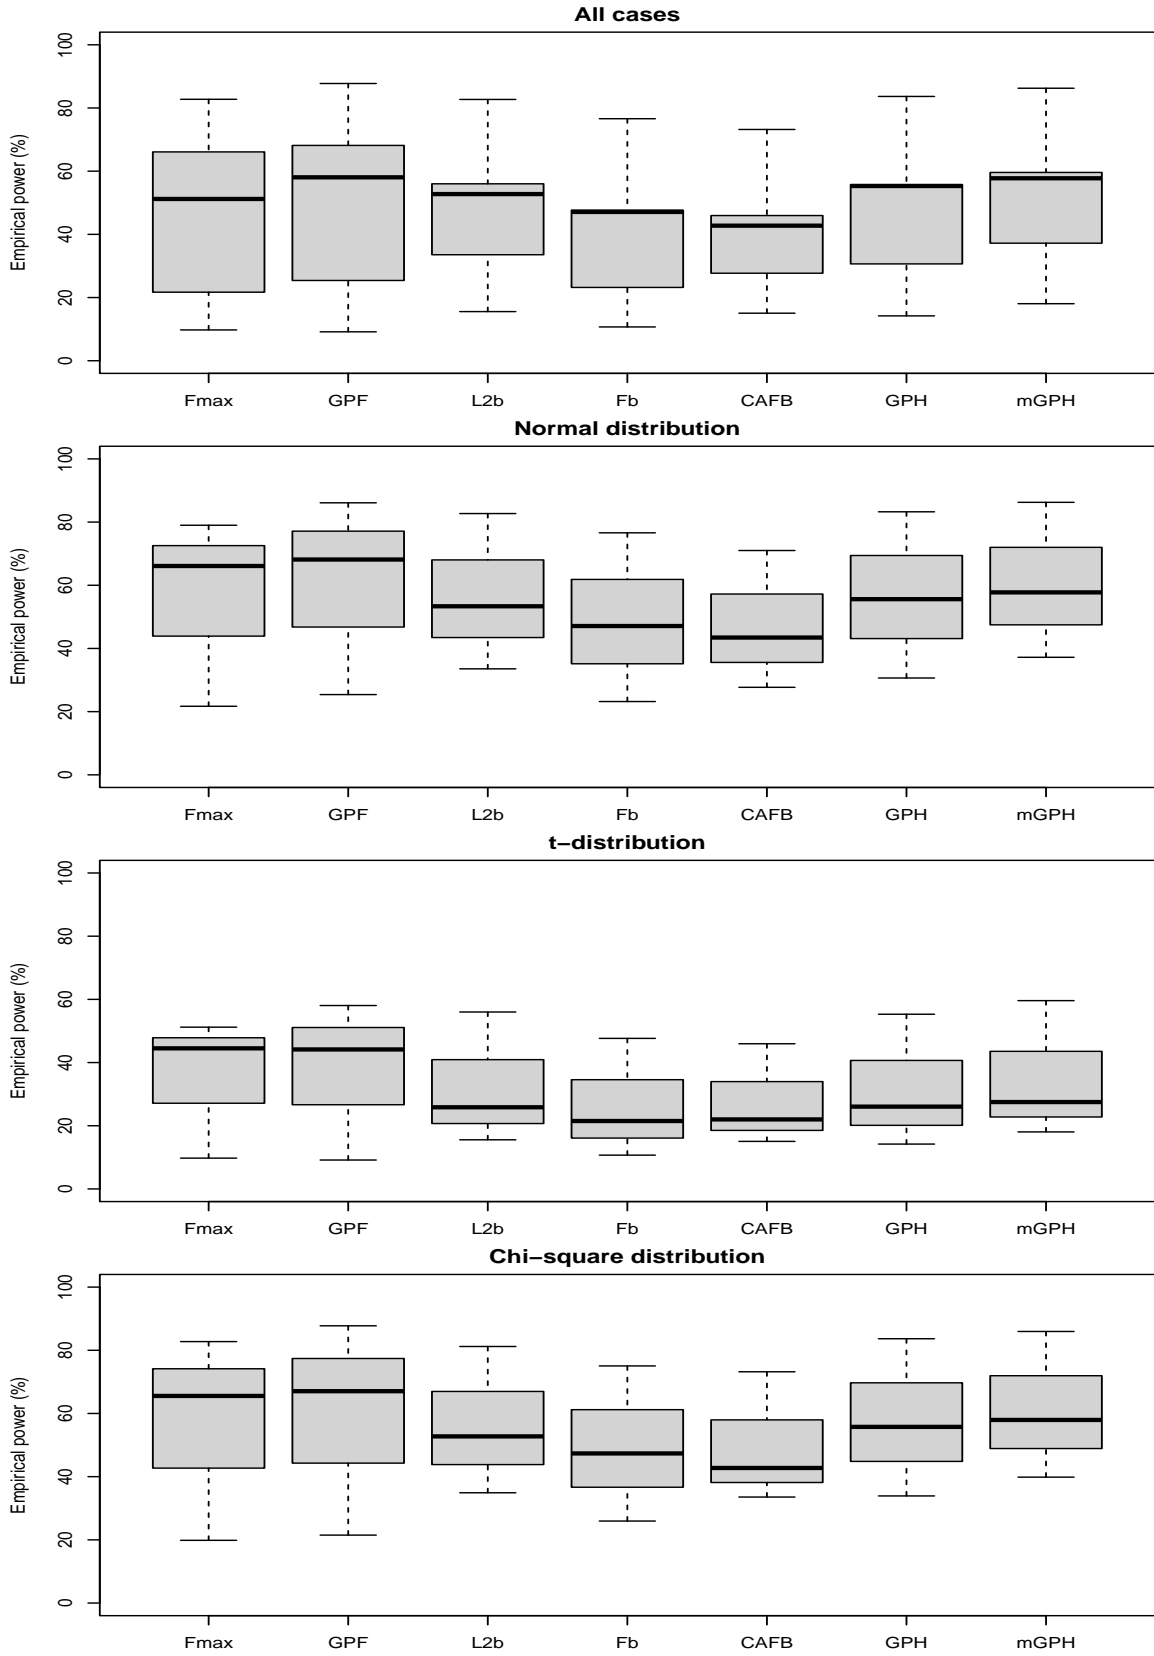 All cases
Empirical power (%)
100
80
60
40
20
0
Fmax GPF L2b Fb CAFB GPH mGPH
Normal distribution
Empirical power (%)
100
80
60
40
20
0
Fmax GPF L2b Fb CAFB GPH mGPH
t−distribution
Empirical power (%)
100
80
60
40
20
0
Fmax GPF L2b Fb CAFB GPH mGPH
Chi−square distribution
Empirical power (%)
100
80
60
40
20
0
Fmax GPF L2b Fb CAFB GPH mGPH